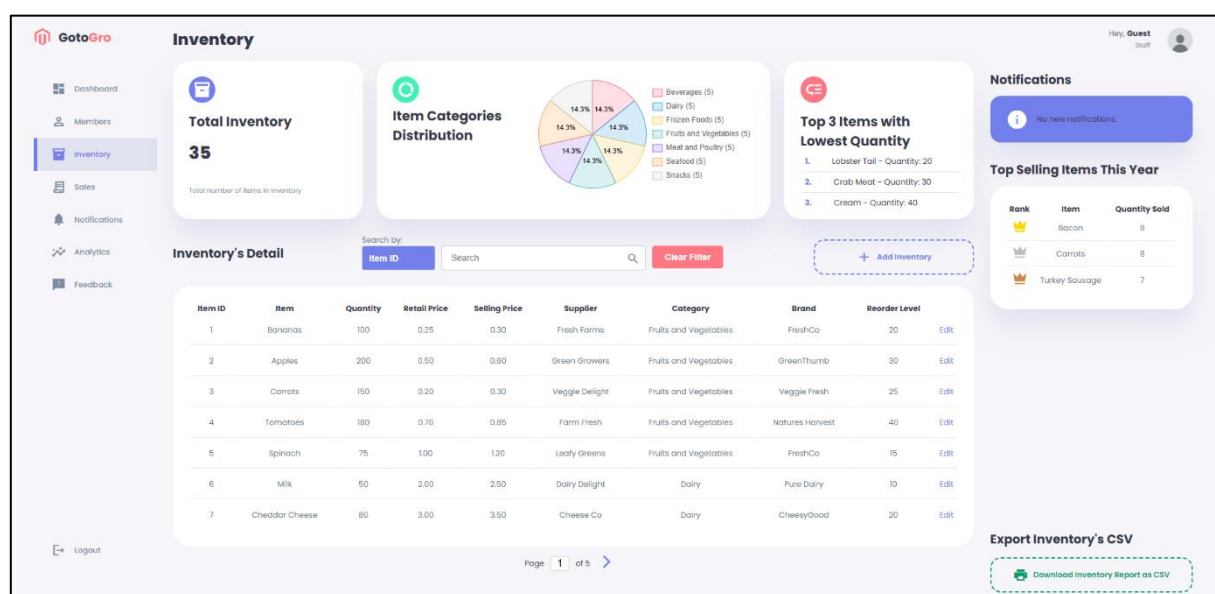 GotoGro
Dashboard
Members
Inventory
Sales
Notifications
Analytics
Feedback
Logout
Inventory
Total Inventory
35
Total number of items in inventory
Item Categories
Distribution
14.3% 14.3%
14.3% 14.3%
14.3% 14.3%
14.3%
Beverages (5)
Dairy (5)
Frozen Foods (5)
Fruits and Vegetables (5)
Meat and Poultry (5)
Seafood (5)
Snacks (5)
Top 3 Items with
Lowest Quantity
1. Lobster Tail - Quantity: 20
2. Crab Meat - Quantity: 30
3. Cream - Quantity: 40
Inventory's Detail
Search by:
Item ID
Search
Clear Filter
+ Add Inventory
Item ID Item Quantity Retail Price Selling Price Supplier Category Brand Reorder Level
1 Bananas 100 0.25 0.30 Fresh Farms Fruits and Vegetables FreshCo 20 Edit
2 Apples 200 0.50 0.60 Green Growers Fruits and Vegetables GreenThumb 30 Edit
3 Carrots 150 0.20 0.30 Veggie Delight Fruits and Vegetables Veggie Fresh 25 Edit
4 Tomatoes 180 0.70 0.85 Farm Fresh Fruits and Vegetables Natures Harvest 40 Edit
5 Spinach 75 1.00 1.20 Leafy Greens Fruits and Vegetables FreshCo 15 Edit
6 Milk 50 2.00 2.50 Dairy Delight Dairy Pure Dairy 10 Edit
7 Cheddar Cheese 80 3.00 3.50 Cheese Co Dairy CheesyGood 20 Edit
Page 1 of 5
Hey, Guest
Staff
Notifications
No new notifications.
Top Selling Items This Year
Rank Item Quantity Sold
Bacon 8
Carrots 8
Turkey Sausage 7
Export Inventory's CSV
Download Inventory Report as CSV